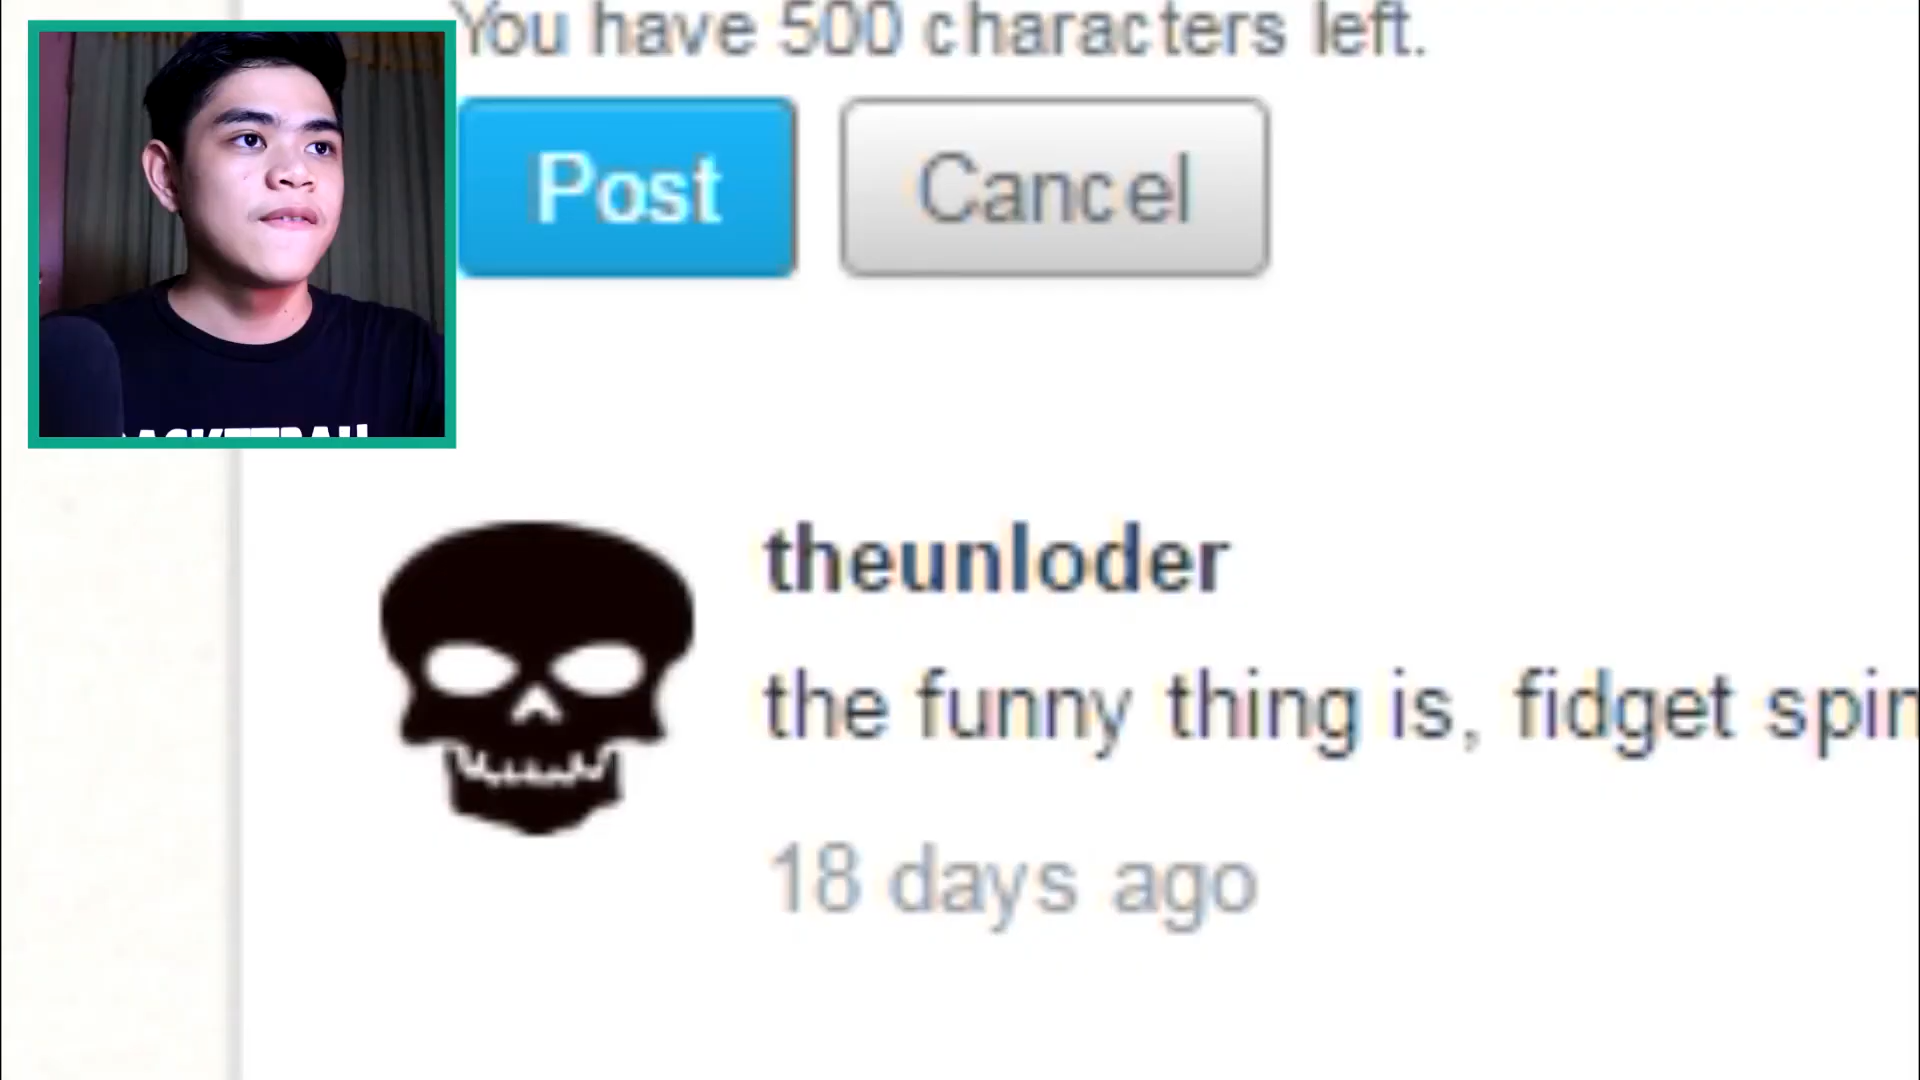 You have 500 characters left.
Post
Cancel
theunloder
the funny thing is, fidget spin
18 days ago